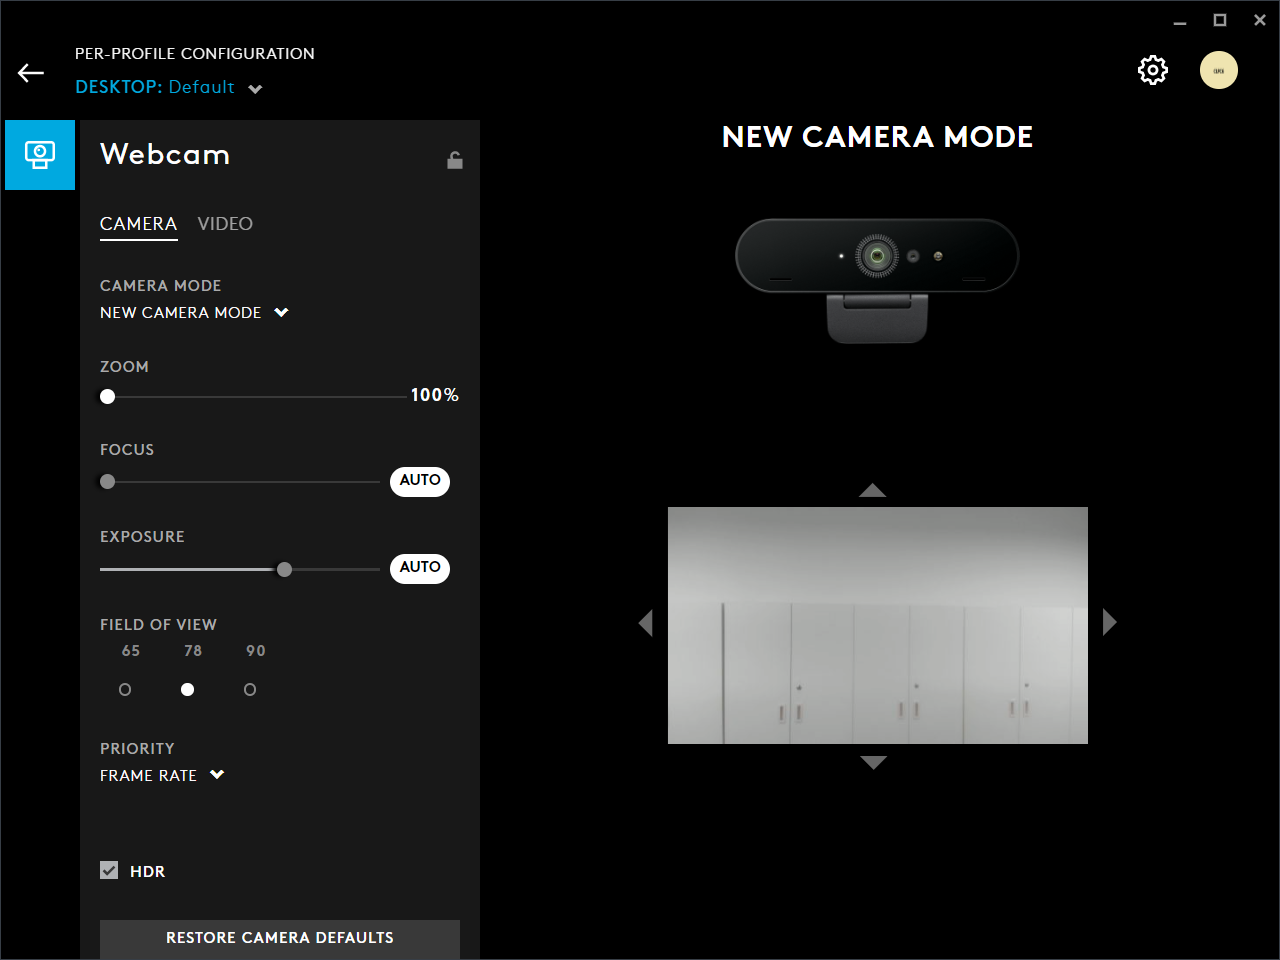 PER-PROFILE CONFIGURATION
DESKTOP: Default
Webcam
CAMERA VIDEO
CAMERA MODE
NEW CAMERA MODE
ZOOM
100%
FOCUS
AUTO
EXPOSURE
AUTO
FIELD OF VIEW
65 78 90
PRIORITY
FRAME RATE
HDR
RESTORE CAMERA DEFAULTS
NEW CAMERA MODE